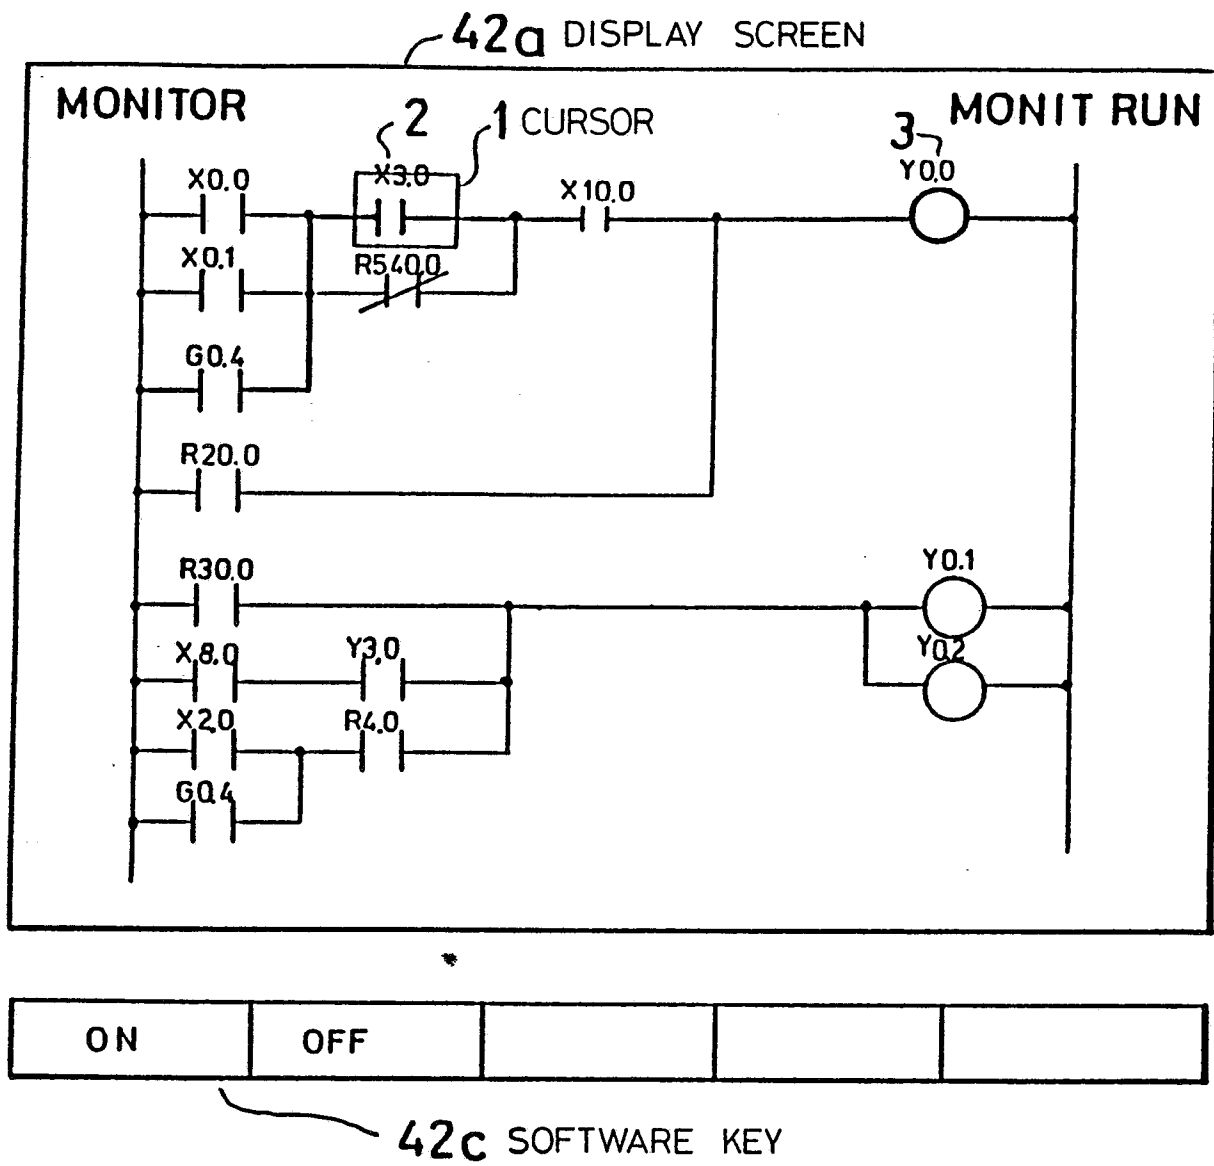 42a DISPLAY SCREEN
MONITOR
2
1 CURSOR
3
MONIT RUN
X0.0
X3.0
X10.0
Y0.0
X0.1
R540.0
G0.4
R20.0
R30.0
Y0.1
X.8.0
Y3.0
Y0.2
X2.0
R4.0
G0.4
ON
OFF
42c SOFTWARE KEY